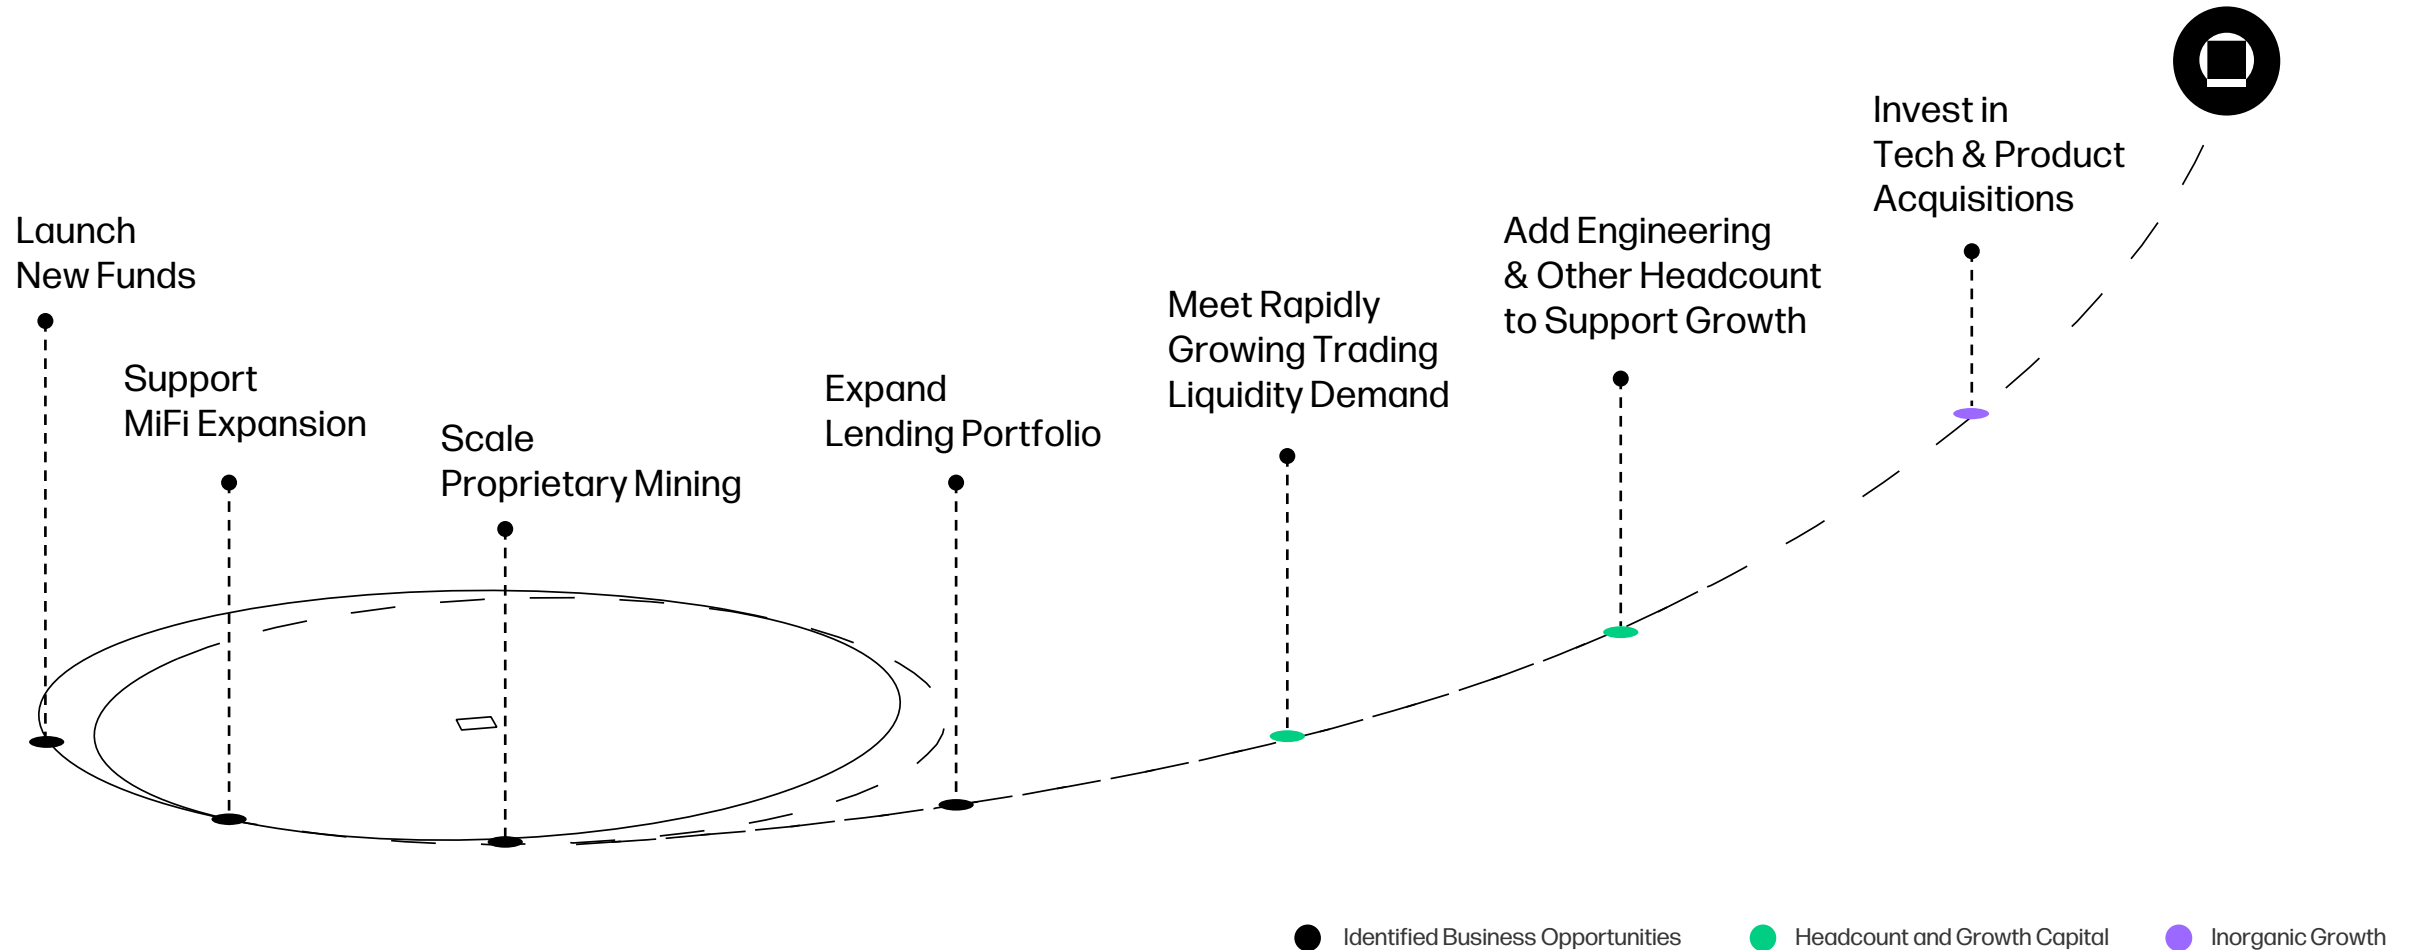 Launch
New Funds
Support
MiFi Expansion
Scale
Proprietary Mining
Expand
Lending Portfolio
Meet Rapidly
Growing Trading
Liquidity Demand
Add Engineering
& Other Headcount
to Support Growth
Invest in
Tech & Product
Acquisitions
Identified Business Opportunities
Headcount and Growth Capital
Inorganic Growth